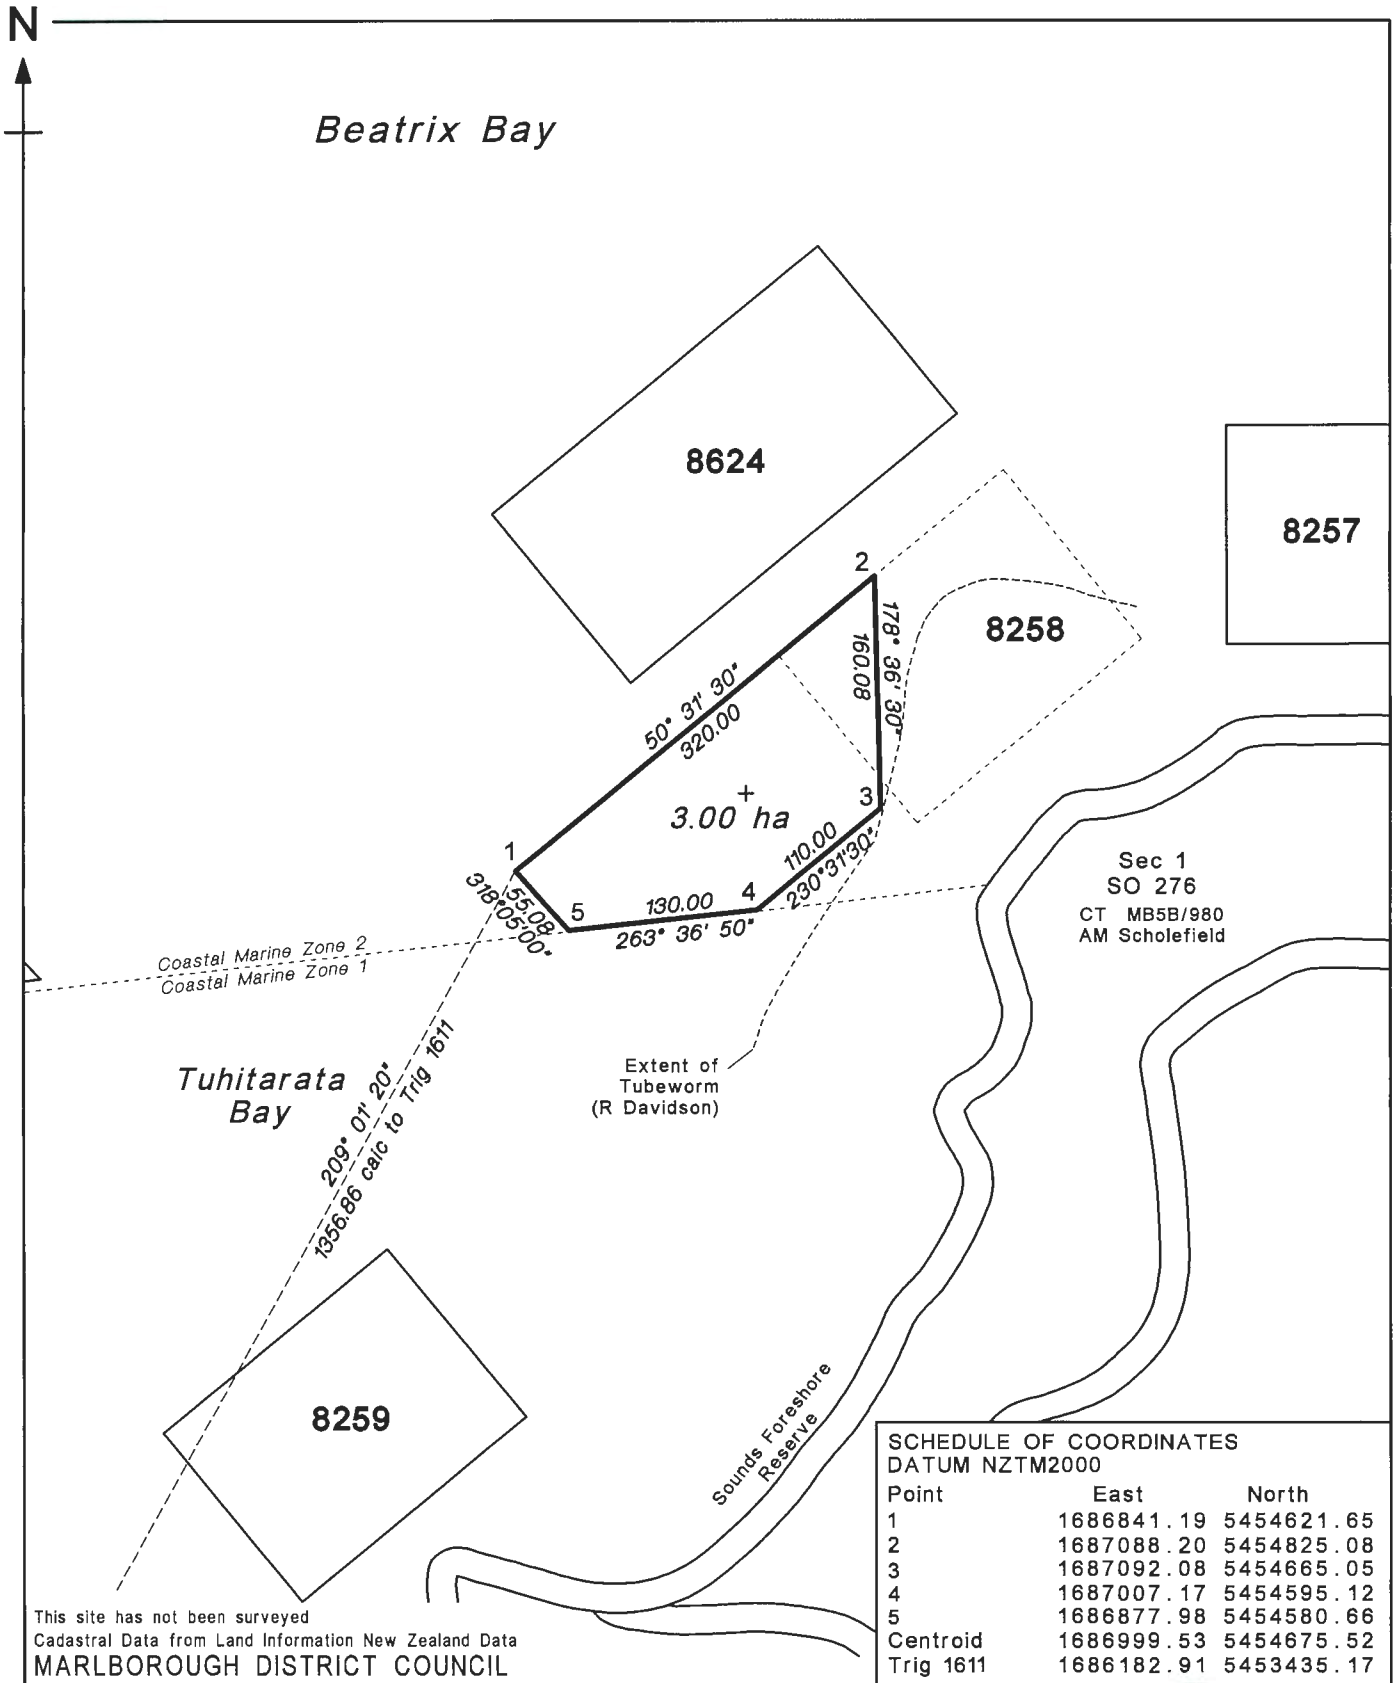 N
Beatrix Bay
8624
8257
2
8258
178° 36' 30"
160.08
50° 31' 30"
320.00
3
3.00 ha
1
110.00
230°31'30"
Sec 1
SO 276
CT MB5B/980
AM Scholefield
4
130.00
5
55.08
318°05'00"
263° 36' 50"
Coastal Marine Zone 2
Coastal Marine Zone 1
Extent of
Tubeworm
(R Davidson)
Tuhitarata
Bay
209° 01' 20"
1356.86 calc to Trig 1611
8259
Sounds Foreshore
Reserve
SCHEDULE OF COORDINATES
DATUM NZTM2000
Point East North
1 1686841.19 5454621.65
2 1687088.20 5454825.08
3 1687092.08 5454665.05
4 1687007.17 5454595.12
5 1686877.98 5454580.66
Centroid 1686999.53 5454675.52
Trig 1611 1686182.91 5453435.17
This site has not been surveyed
Cadastral Data from Land Information New Zealand Data
MARLBOROUGH DISTRICT COUNCIL